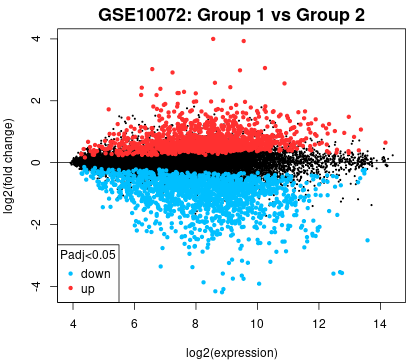 GSE10072: Group 1 vs Group 2
log2(fold change)
4
2
0
-2
-4
Padj<0.05
down
up
4 6 8 10 12 14
log2(expression)